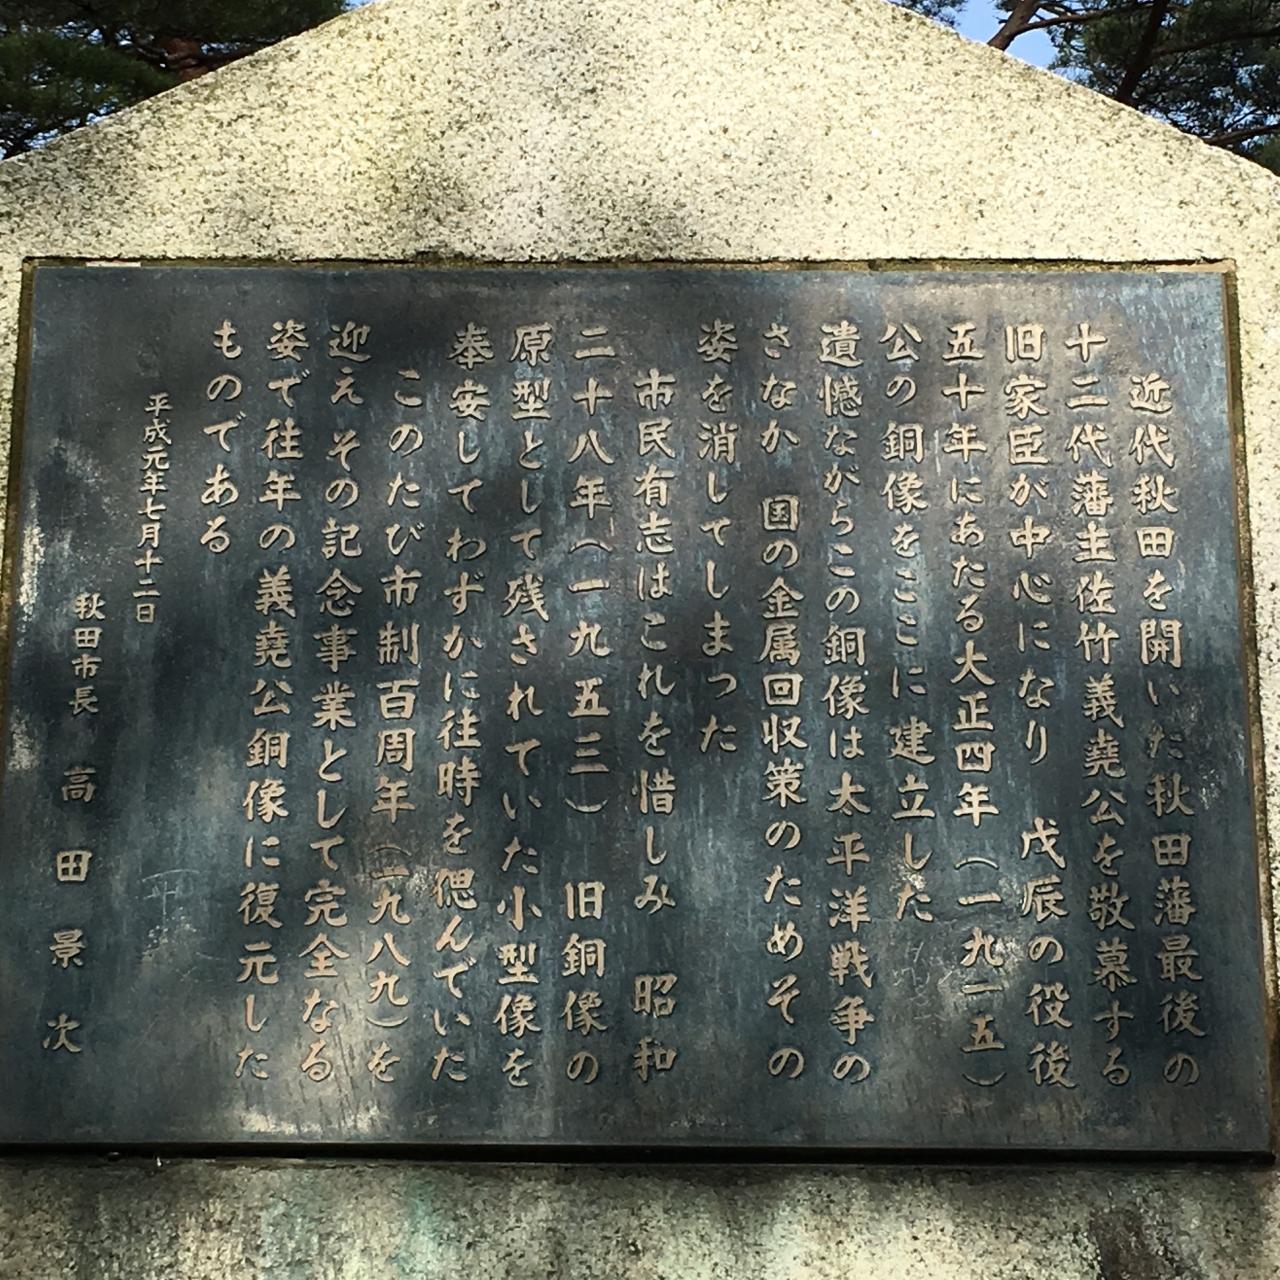 近代秋田を開いた秋田藩最後の
十二代藩主佐竹義堯公を敬慕する
旧家臣が中心になり 戊辰の役後
五十年にあたる大正四年(一九一五)
公の銅像をここに建立した
遺憾ながらこの銅像は太平洋戦争の
さなか 国の金属回収策のためその
姿を消してしまった
市民有志はこれを惜しみ 昭和
二十八年(一九五三) 旧銅像の
原型として残されていた小型像を
奉安してわずかに往時を偲んでいた
このたび市制百周年(一九八九)を
迎えその記念事業として完全なる
姿で往年の義堯公銅像に復元した
ものである
平成元年七月十二日
秋田市長 高田景次